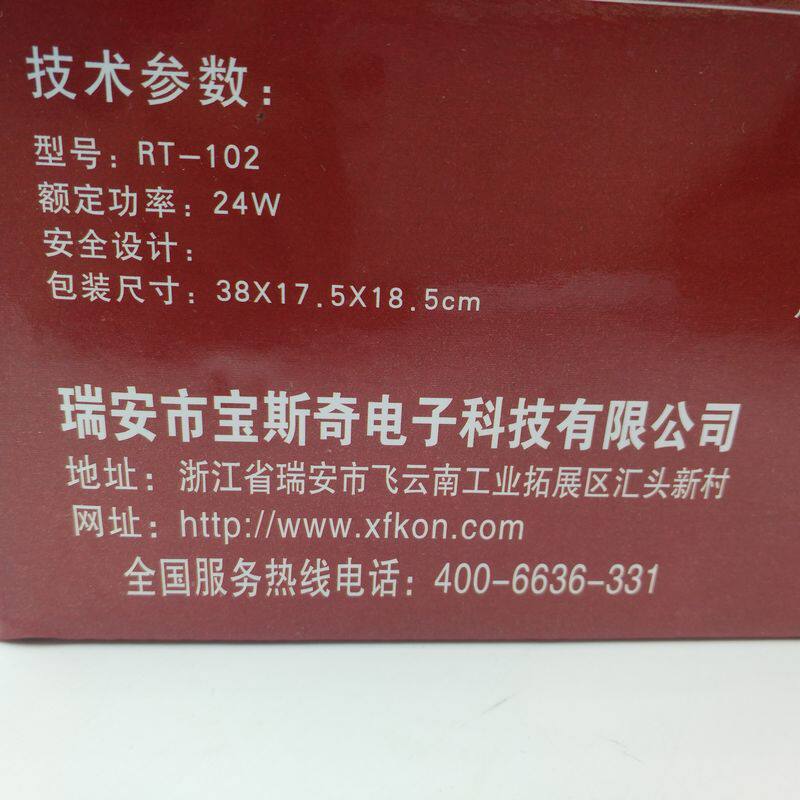 技术参数：
型号：RT-102
额定功率：24W
安全设计：
包装尺寸：38X17.5X18.5cm
瑞安市宝斯奇电子科技有限公司
地址：浙江省瑞安市飞云南工业拓展区汇头新村
网址：http://www.xfkon.com
全国服务热线电话：400-6636-331